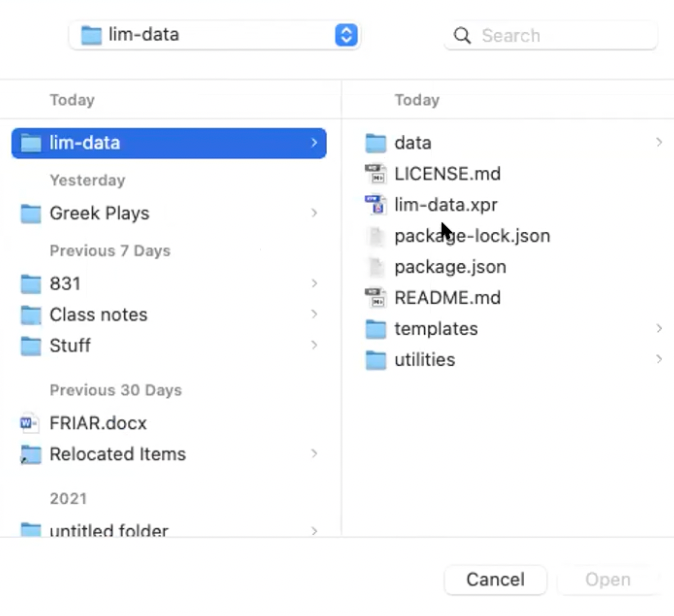 lim-data
Search
Today
lim-data
Yesterday
Greek Plays
Previous 7 Days
831
Class notes
Stuff
Previous 30 Days
FRIAR.docx
Relocated Items
2021
untitled folder
Today
data
LICENSE.md
lim-data.xpr
package-lock.json
package.json
README.md
templates
utilities
Cancel
Open